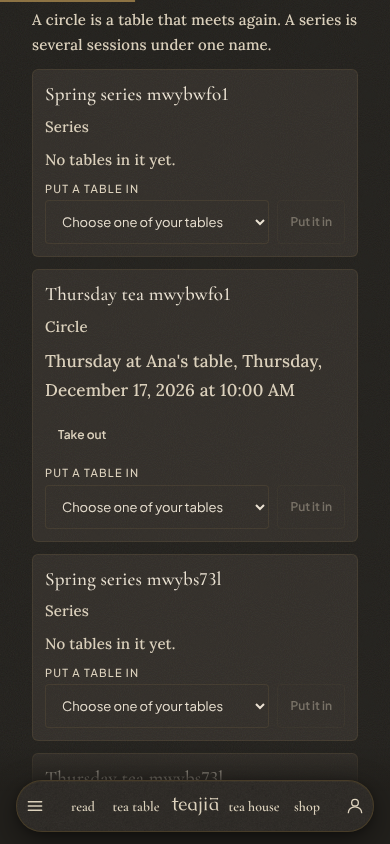 A circle is a table that meets again. A series is
several sessions under one name.
Spring series mwybwfo1
Series
No tables in it yet.
PUT A TABLE IN
Choose one of your tables
Put it in
Thursday tea mwybwfo1
Circle
Thursday at Ana's table, Thursday,
December 17, 2026 at 10:00 AM
Take out
PUT A TABLE IN
Choose one of your tables
Put it in
Spring series mwybs73l
Series
No tables in it yet.
PUT A TABLE IN
Choose one of your tables
Put it in
Thursday tea mwybs73l
read
tea table
teajiā
tea house
shop